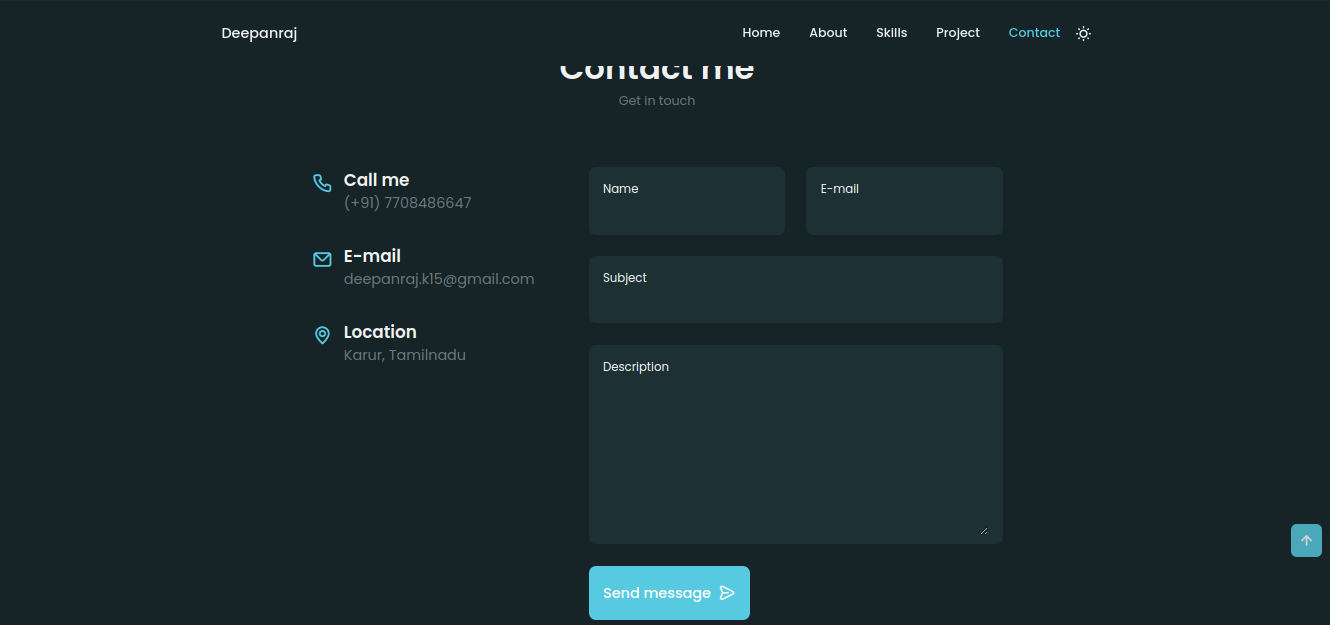 Deepanraj
Home About Skills Project Contact
Contact me
Get in touch
Call me
(+91) 7708486647
E-mail
deepanraj.k15@gmail.com
Location
Karur, Tamilnadu
Name
E-mail
Subject
Description
Send message